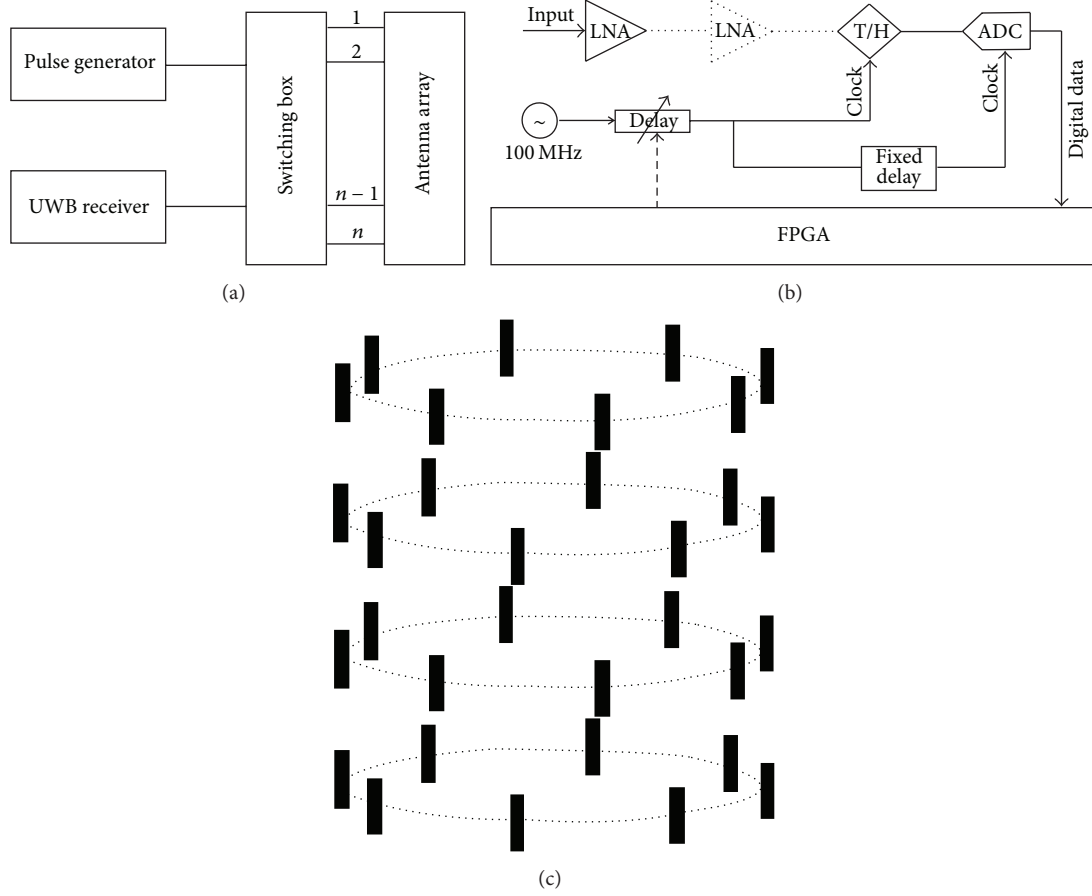 Pulse generator
UWB receiver
Switching box
1
2
n − 1
n
Antenna array
(a)
Input
LNA
LNA
T/H
ADC
Clock
Clock
Digital data
~
100 MHz
Delay
Fixed
delay
FPGA
(b)
(c)